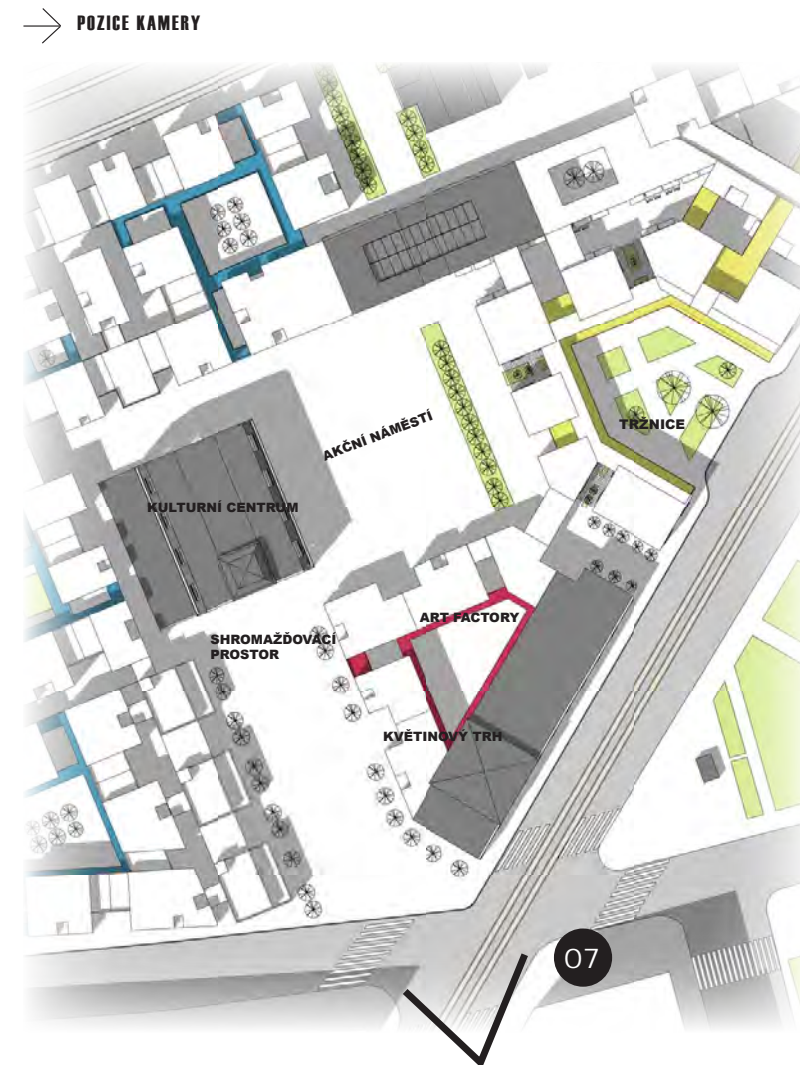 POZICE KAMERY
AKČNÍ NÁMĚSTÍ
TRŽNICE
KULTURNÍ CENTRUM
ART FACTORY
SHROMAŽĎOVACÍ
PROSTOR
KVĚTINOVÝ TRH
07